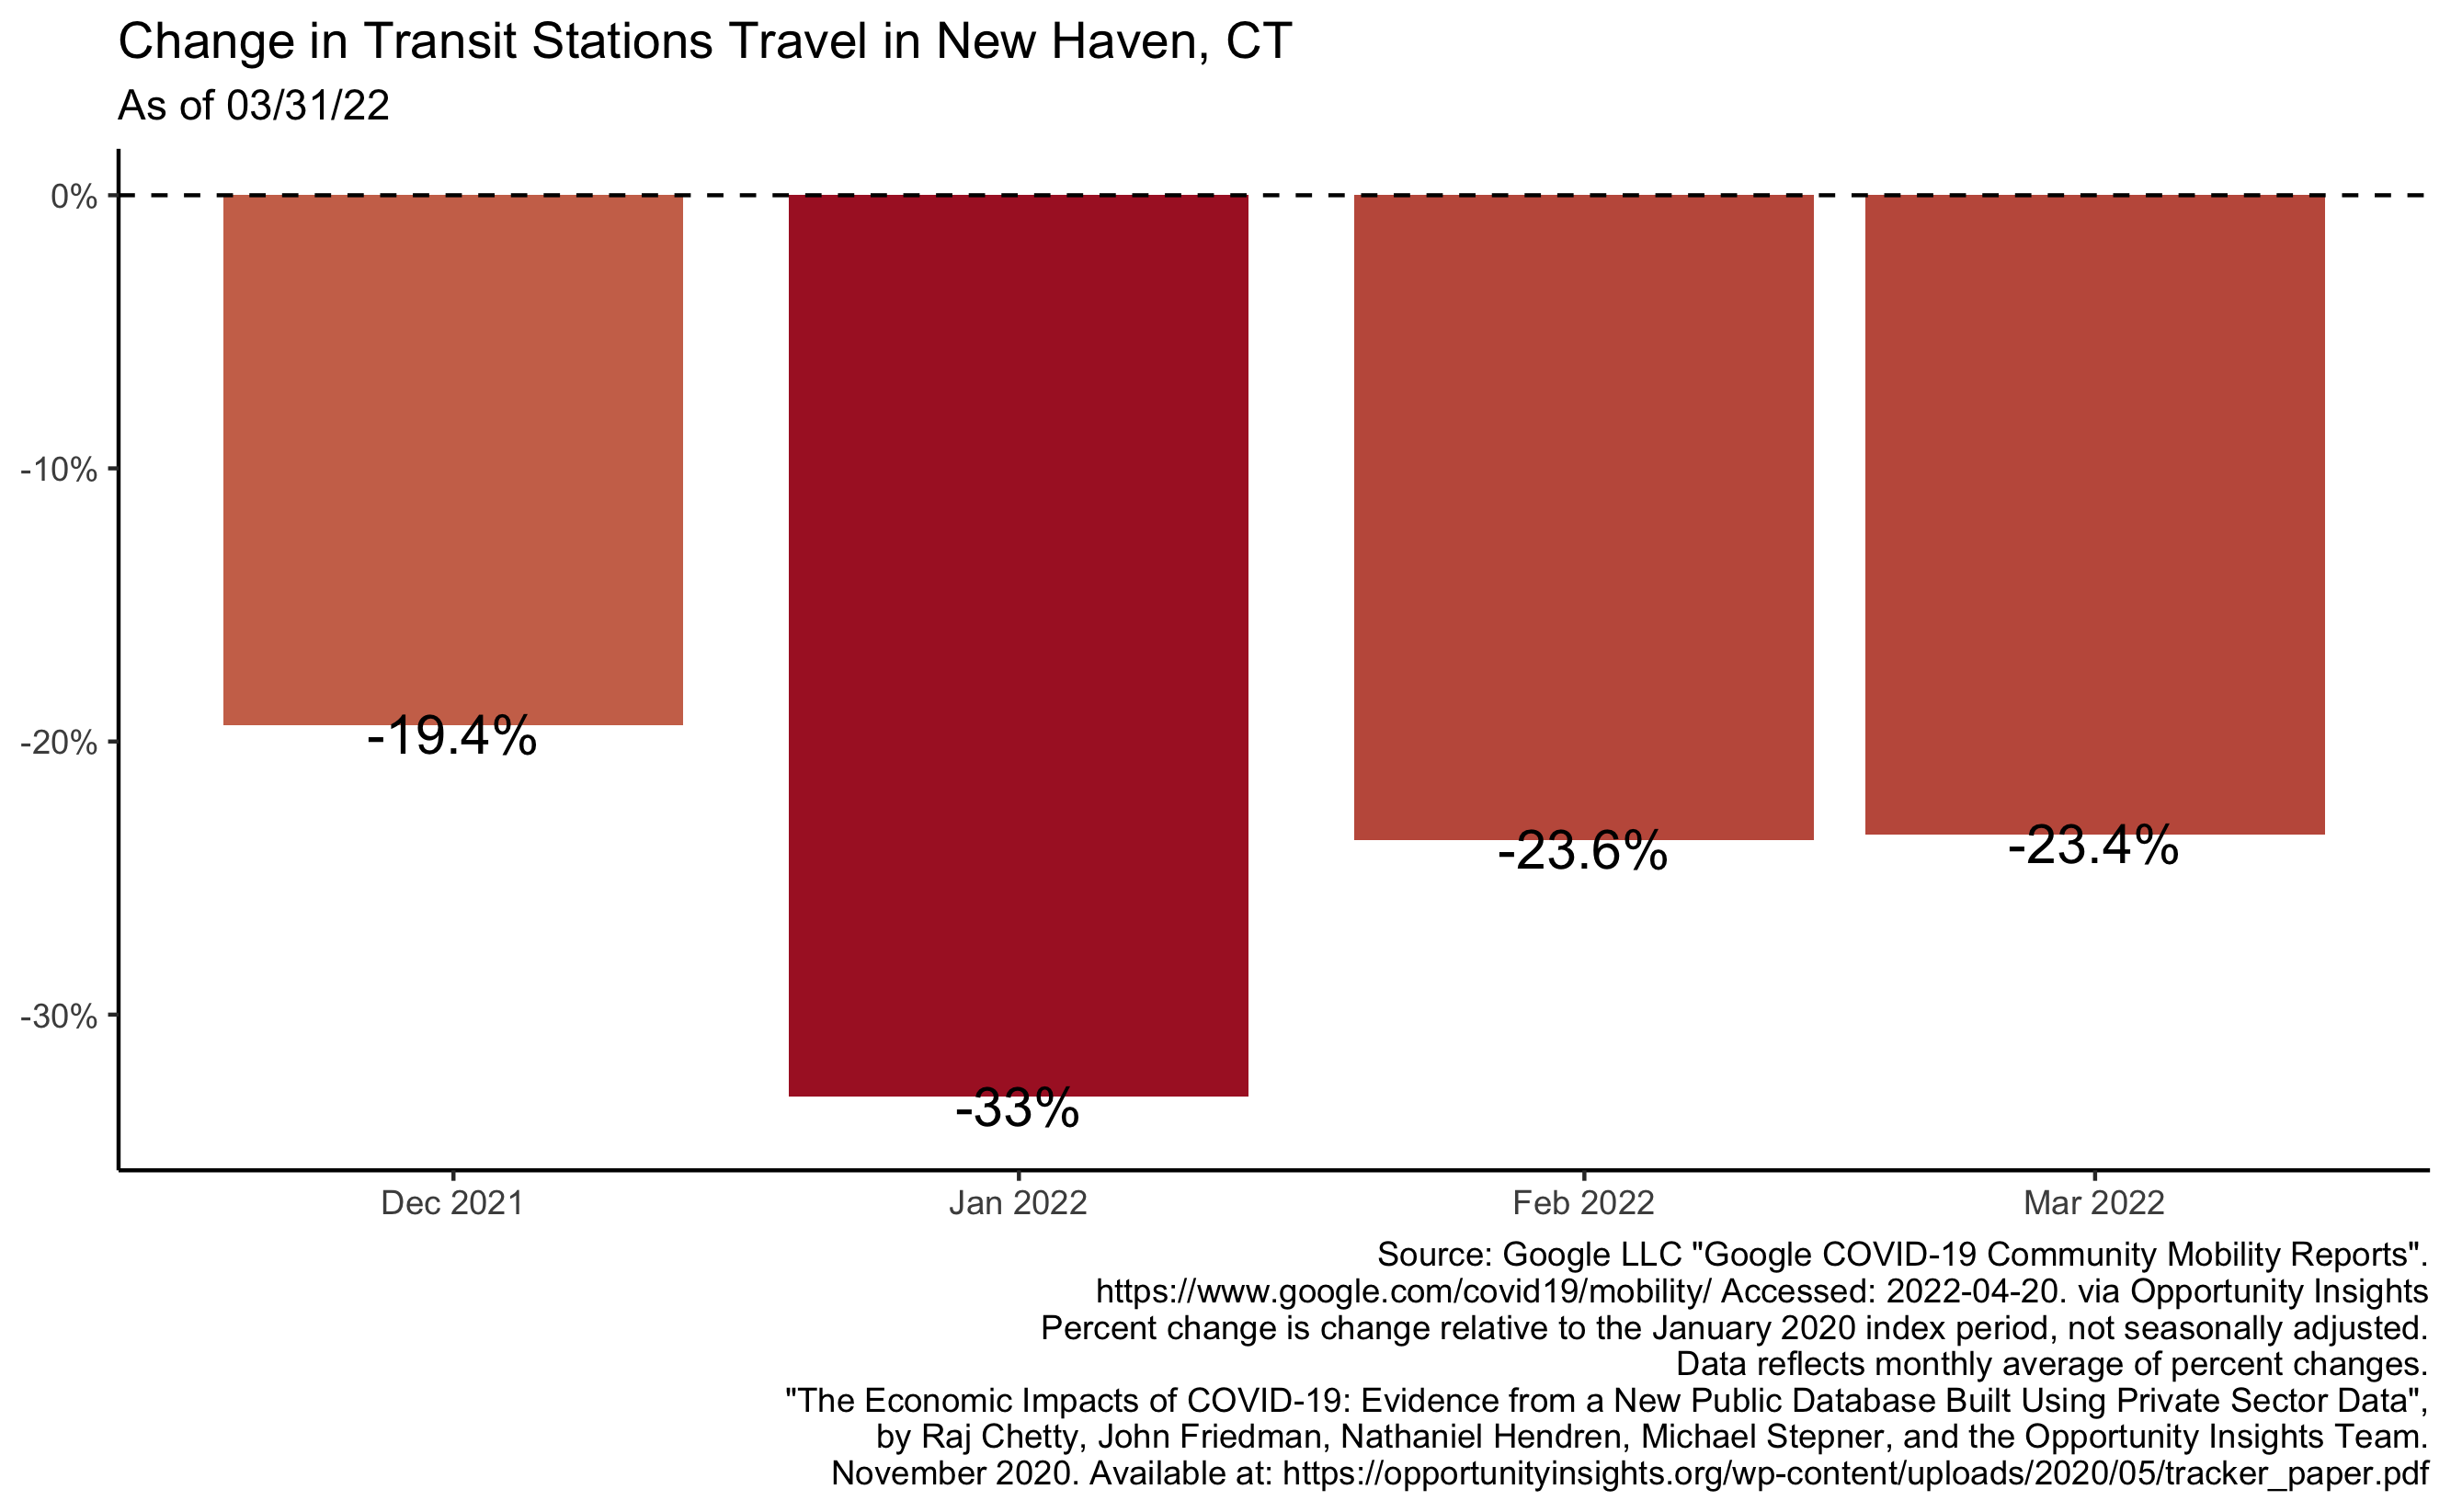 Change in Transit Stations Travel in New Haven, CT
As of 03/31/22
0%
-10%
-20%
-30%
-19.4%
-33%
-23.6%
-23.4%
Dec 2021
Jan 2022
Feb 2022
Mar 2022
Source: Google LLC "Google COVID-19 Community Mobility Reports".
https://www.google.com/covid19/mobility/ Accessed: 2022-04-20. via Opportunity Insights
Percent change is change relative to the January 2020 index period, not seasonally adjusted.
Data reflects monthly average of percent changes.
"The Economic Impacts of COVID-19: Evidence from a New Public Database Built Using Private Sector Data",
by Raj Chetty, John Friedman, Nathaniel Hendren, Michael Stepner, and the Opportunity Insights Team.
November 2020. Available at: https://opportunityinsights.org/wp-content/uploads/2020/05/tracker_paper.pdf